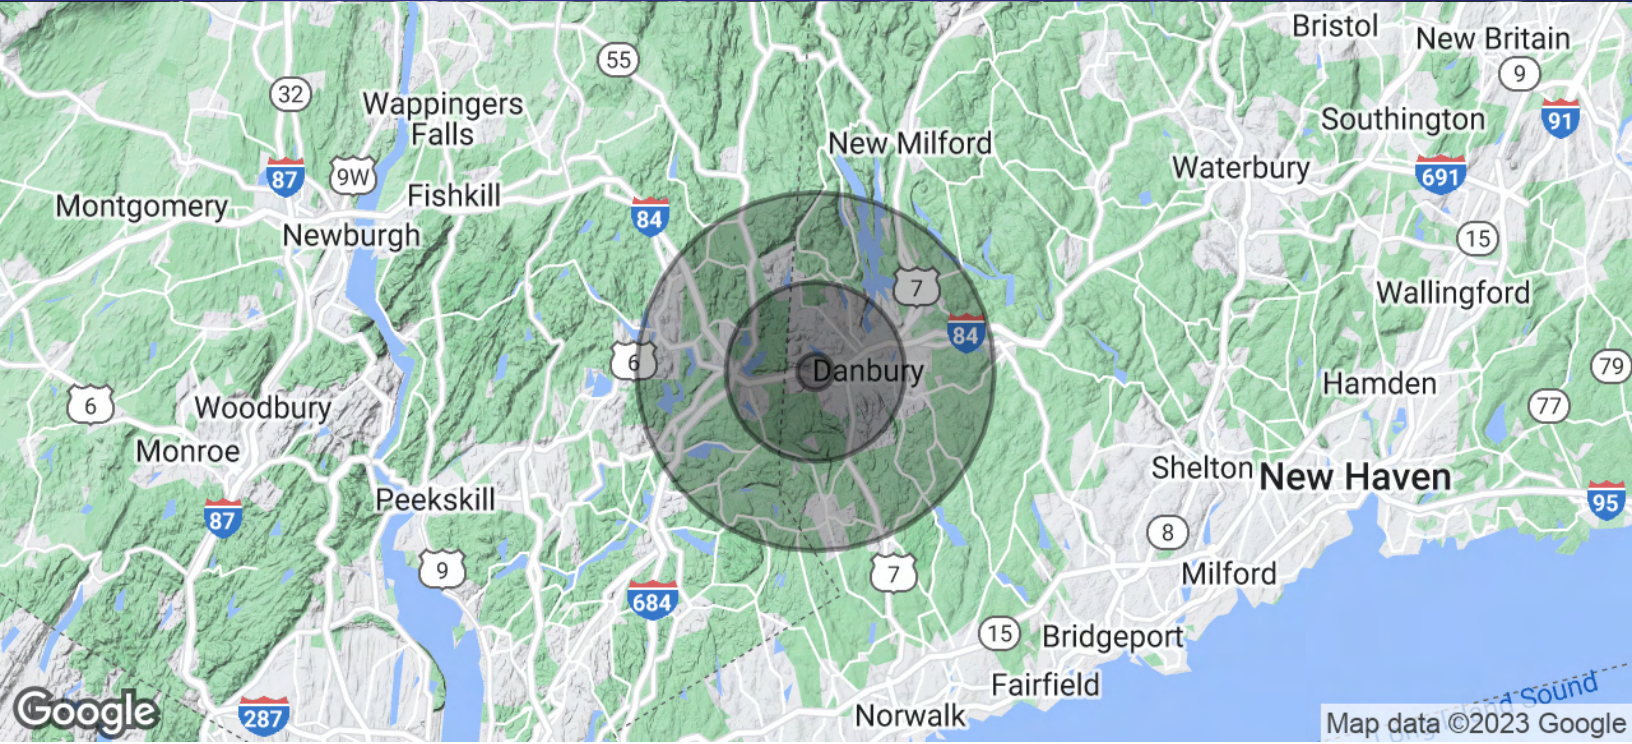 Bristol
New Britain
9
55
32
Wappingers
Falls
91
Southington
New Milford
87
9W
Waterbury
691
Fishkill
Montgomery
84
Newburgh
15
7
Wallingford
84
6
Danbury
79
Hamden
6
77
Woodbury
Monroe
Shelton
New Haven
Peekskill
95
87
8
9
7
Milford
684
15
Bridgeport
Fairfield
Long Island Sound
Google
287
Norwalk
Map data ©2023 Google